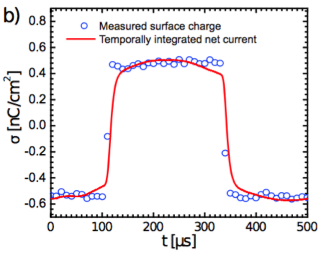 b)
Measured surface charge
Temporally integrated net current
σ [nC/cm²]
0.8
0.6
0.4
0.2
0.0
-0.2
-0.4
-0.6
0 100 200 300 400 500
t [µs]